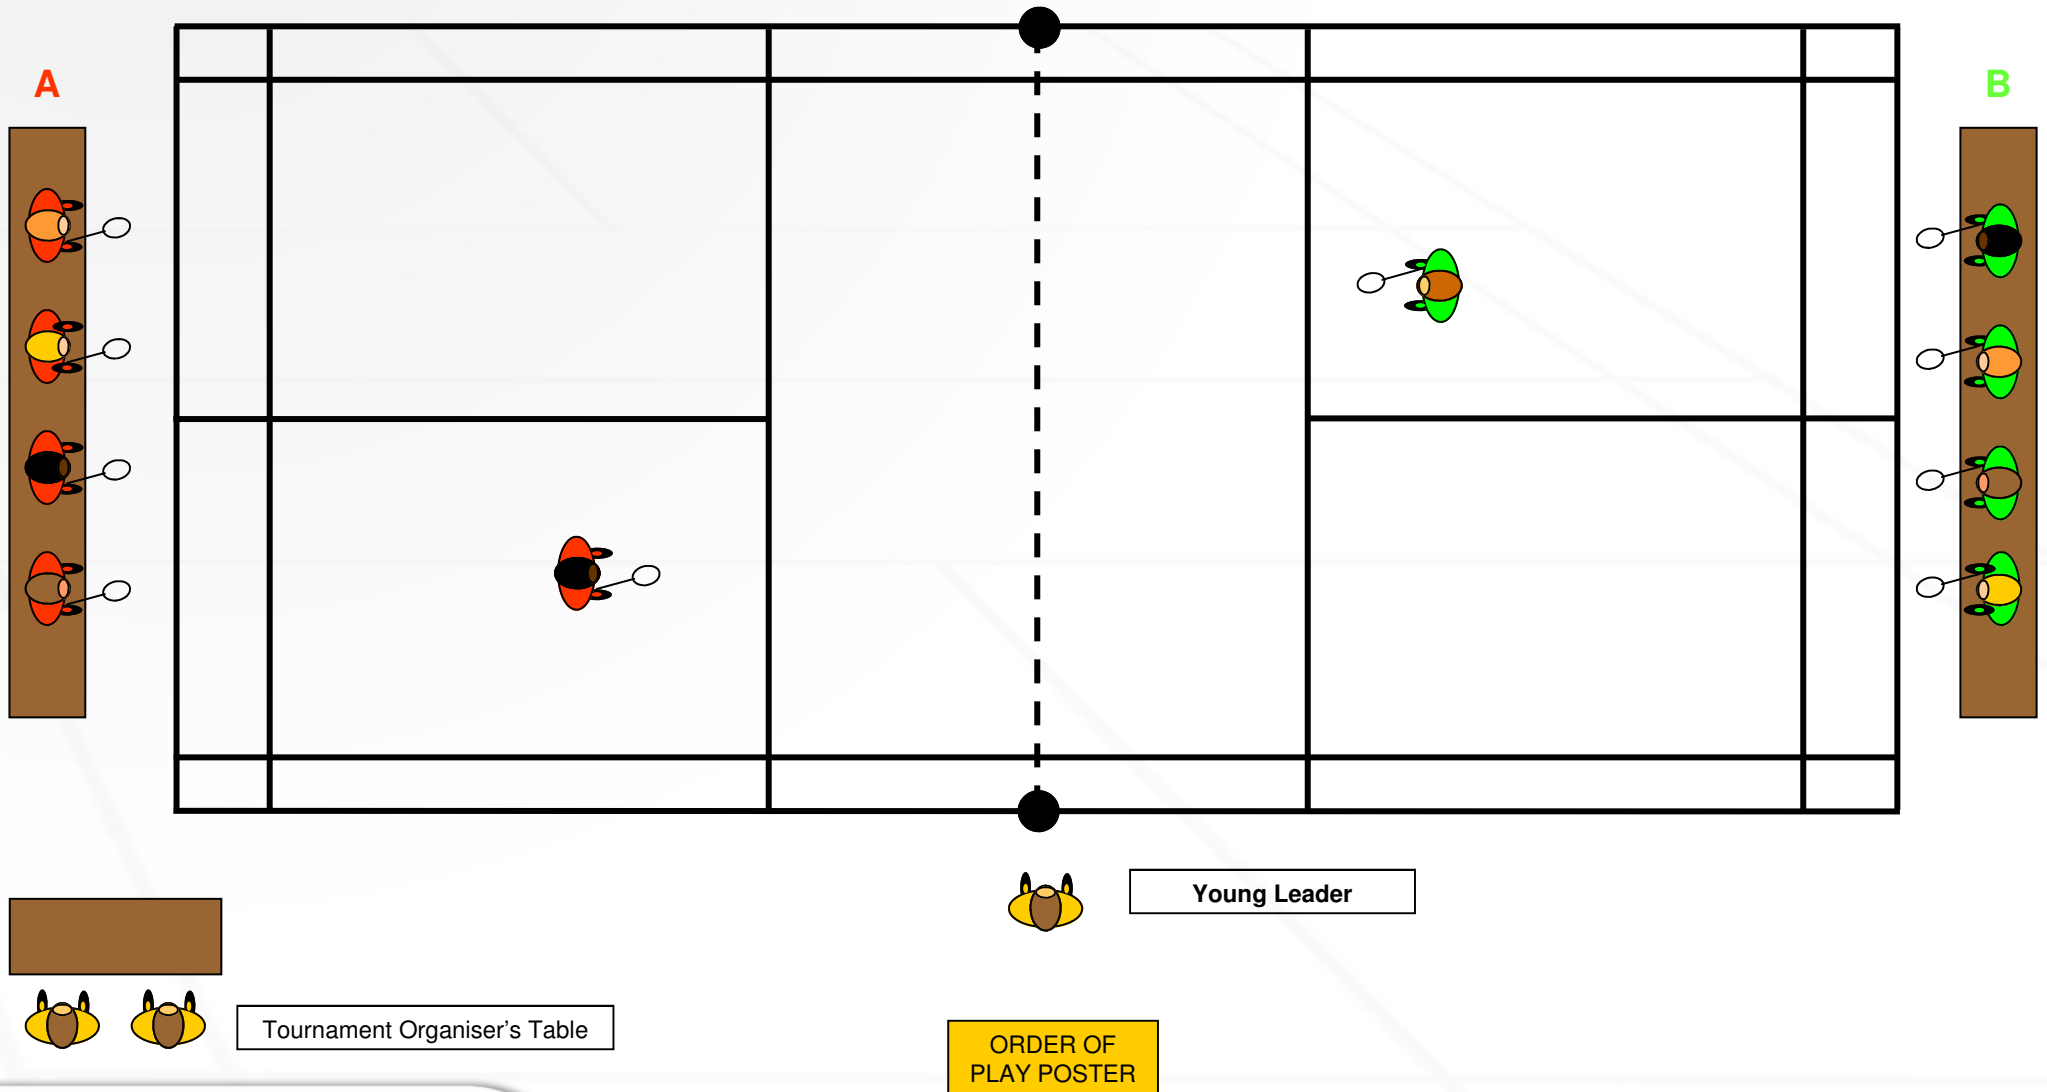 A
B
Young Leader
Tournament Organiser’s Table
ORDER OF
PLAY POSTER